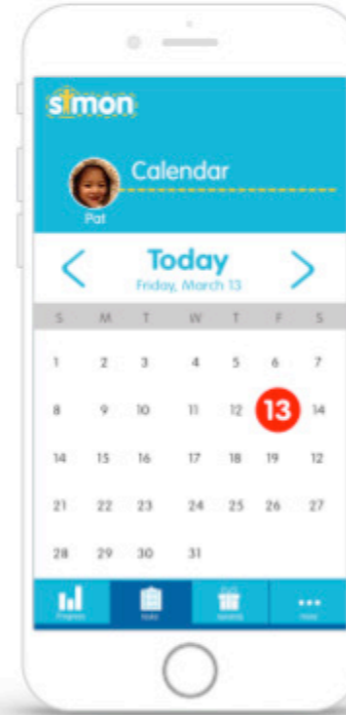 simon
Calendar
Pat
Today
Friday, March 13
S M T W T F S
1 2 3 4 5 6 7
8 9 10 11 12 13 14
14 15 16 17 18 19 12
21 22 23 24 25 26 27
28 29 30 31